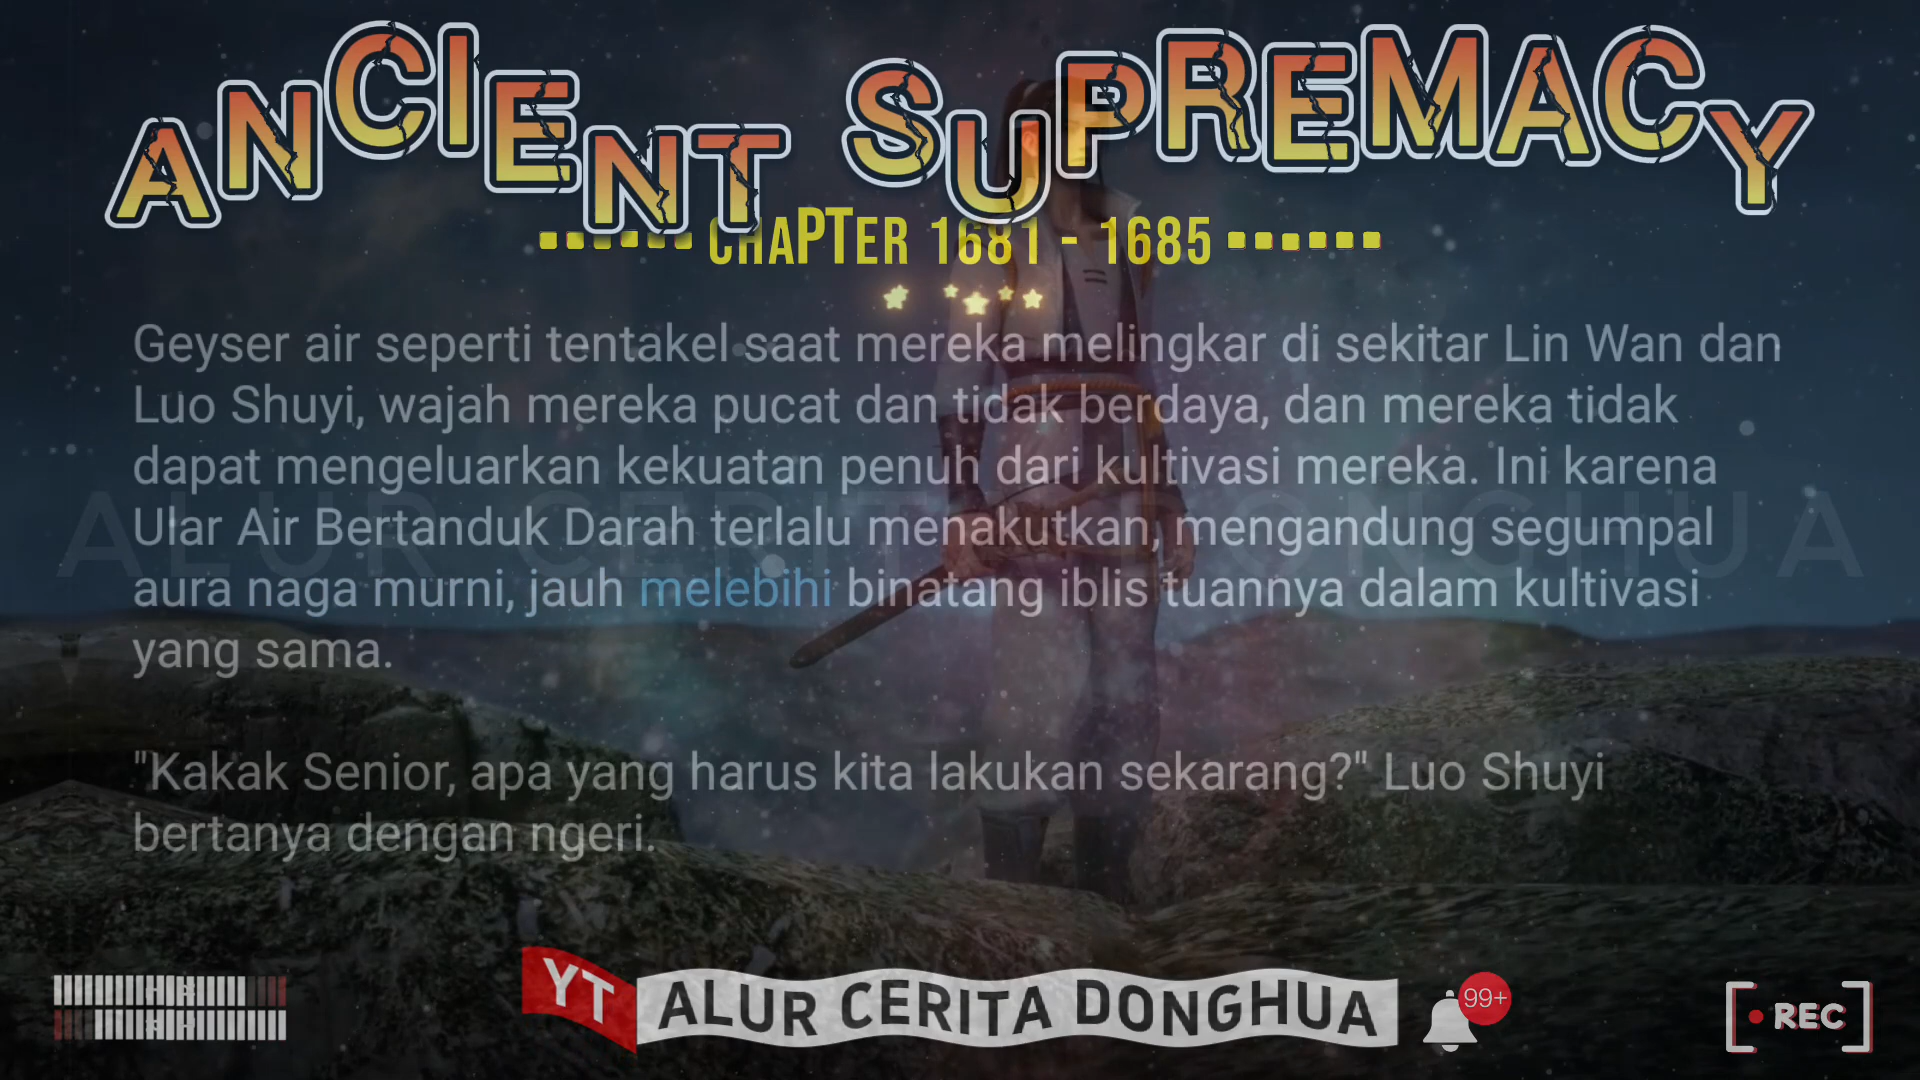 ANCIENT SUPREMACY
CHAPTER 1681 - 1685
Geyser air seperti tentakel saat mereka melingkar di sekitar Lin Wan dan
Luo Shuyi, wajah mereka pucat dan tidak berdaya, dan mereka tidak
dapat mengeluarkan kekuatan penuh dari kultivasi mereka. Ini karena
ALUR CERITA DONGHUA
Ular Air Bertanduk Darah terlalu menakutkan, mengandung segumpal
aura naga murni, jauh melebihi binatang iblis tuannya dalam kultivasi
yang sama.
"Kakak Senior, apa yang harus kita lakukan sekarang?" Luo Shuyi
bertanya dengan ngeri.
YT ALUR CERITA DONGHUA
99+
REC